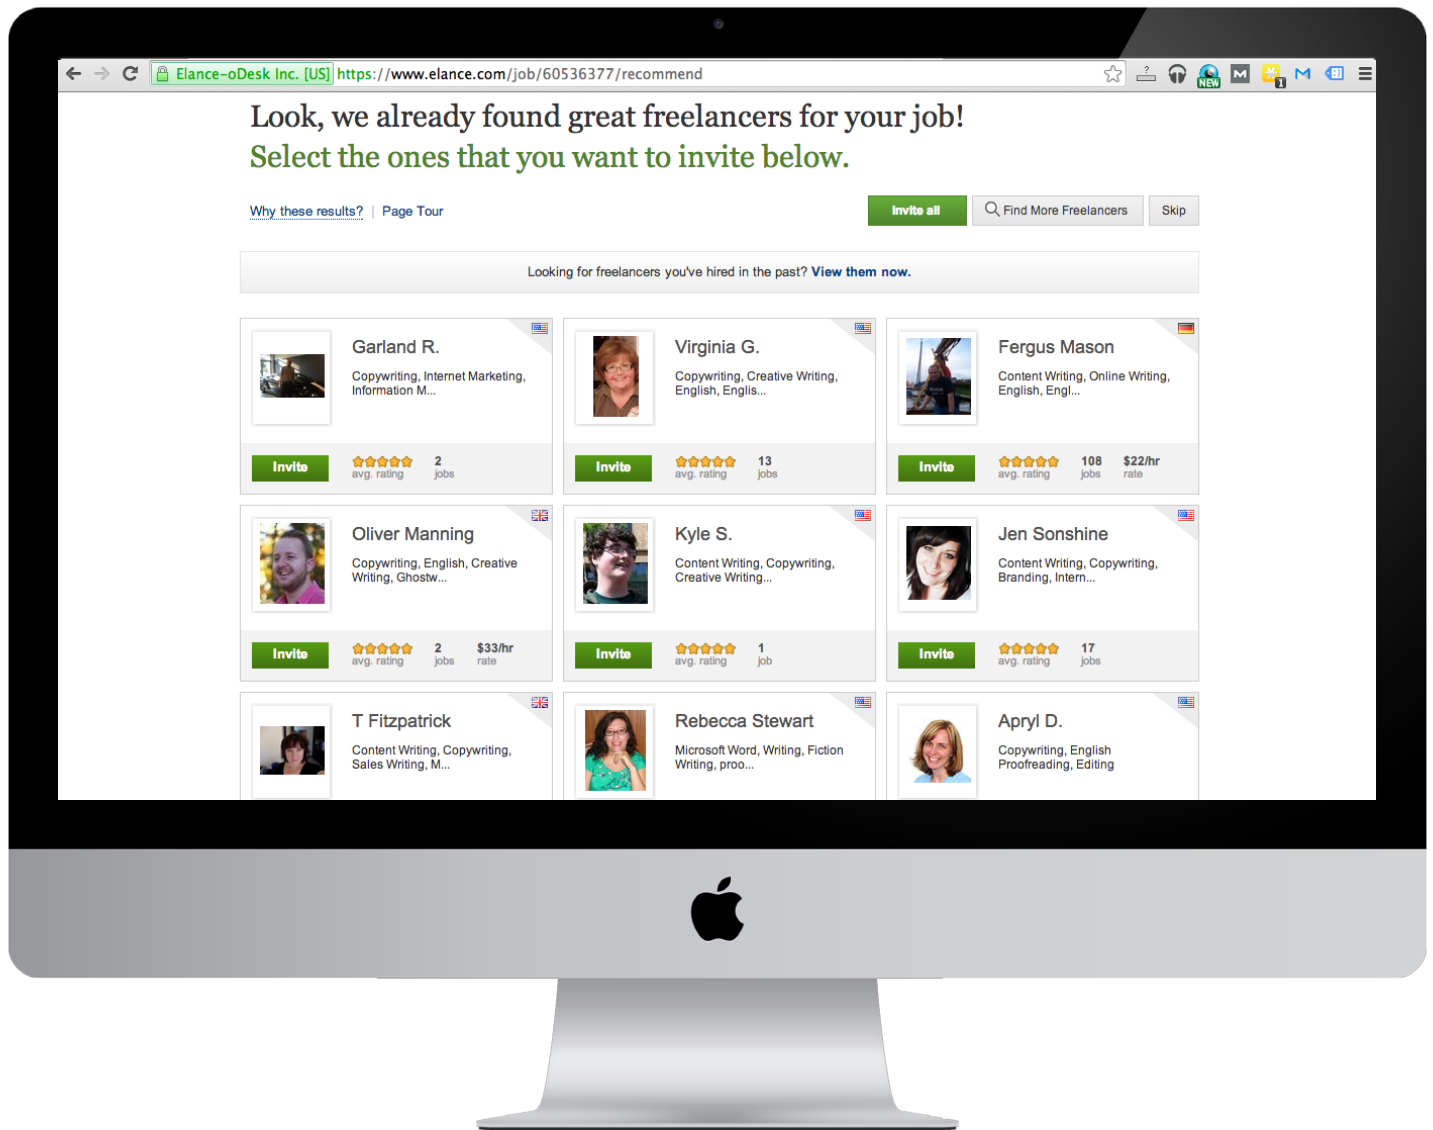 Elance-oDesk Inc. [US] https://www.elance.com/job/60536377/recommend
?
NEW
M
1
M
Look, we already found great freelancers for your job!
Select the ones that you want to invite below.
Why these results? | Page Tour
Invite all
Find More Freelancers
Skip
Looking for freelancers you've hired in the past? View them now.
Garland R.
Copywriting, Internet Marketing,
Information M...
Invite
avg. rating
2
jobs
Virginia G.
Copywriting, Creative Writing,
English, Englis...
Invite
avg. rating
13
jobs
Fergus Mason
Content Writing, Online Writing,
English, Engl...
Invite
avg. rating
108
jobs
$22/hr
rate
Oliver Manning
Copywriting, English, Creative
Writing, Ghostw...
Invite
avg. rating
2
jobs
$33/hr
rate
Kyle S.
Content Writing, Copywriting,
Creative Writing...
Invite
avg. rating
1
job
Jen Sonshine
Content Writing, Copywriting,
Branding, Intern...
Invite
avg. rating
17
jobs
T Fitzpatrick
Content Writing, Copywriting,
Sales Writing, M...
Rebecca Stewart
Microsoft Word, Writing, Fiction
Writing, proo...
Apryl D.
Copywriting, English
Proofreading, Editing